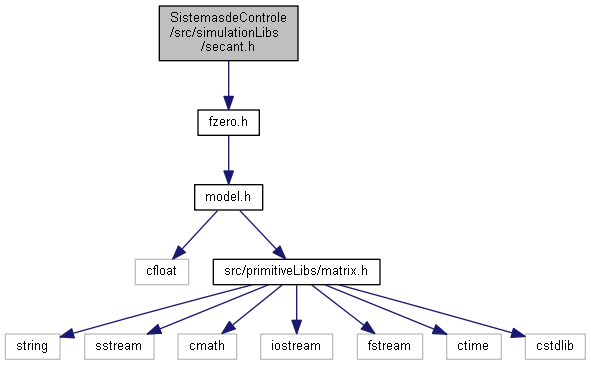 SistemasdeControle
/src/simulationLibs
/secant.h
fzero.h
model.h
cfloat
src/primitiveLibs/matrix.h
string
sstream
cmath
iostream
fstream
ctime
cstdlib